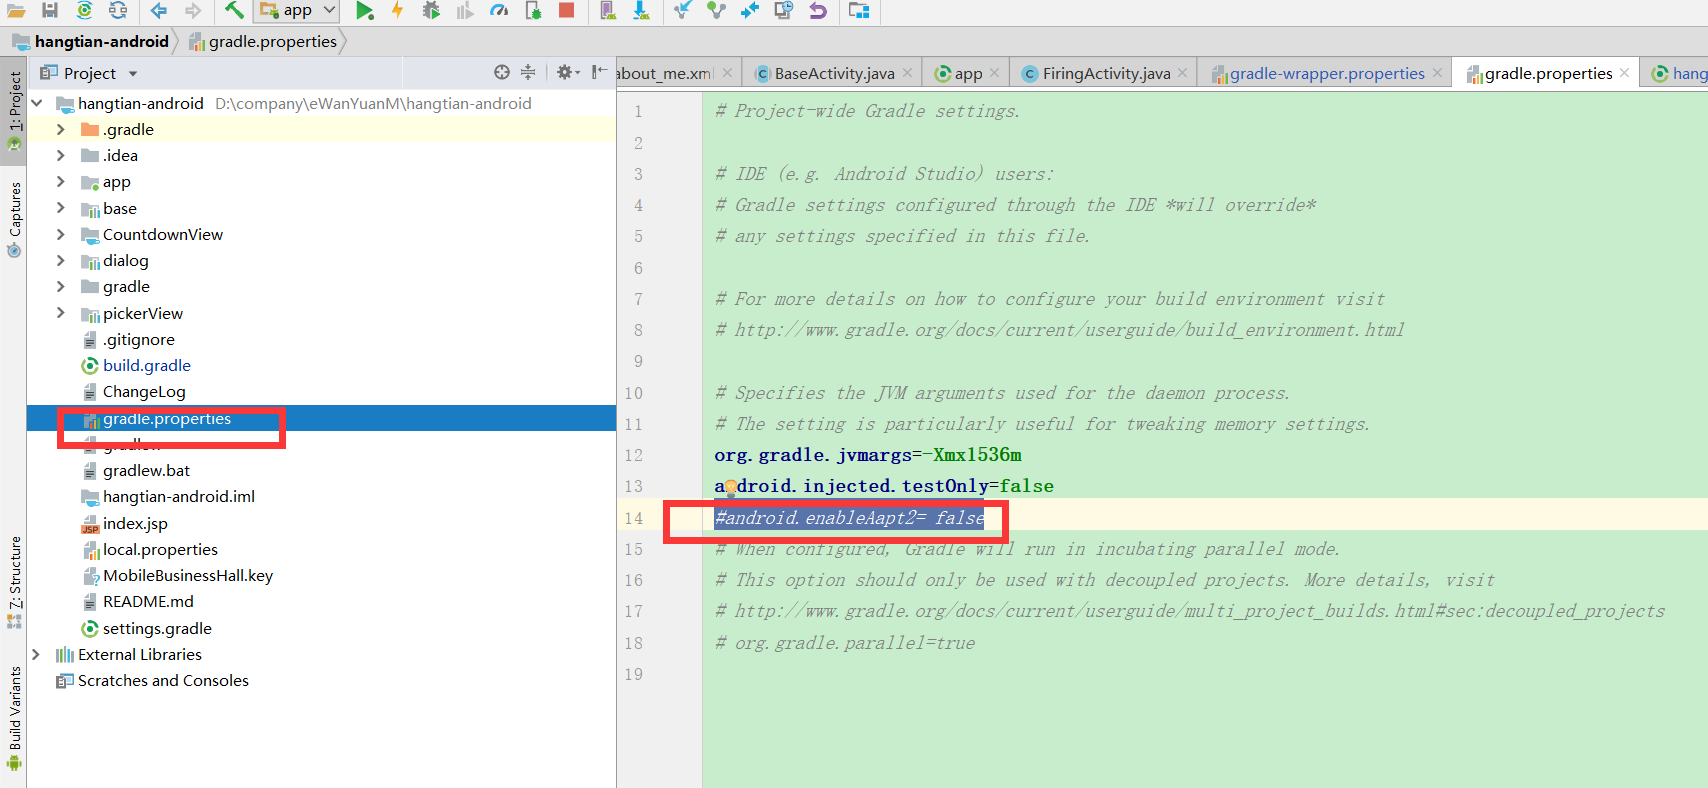 app
hangtian-android
gradle.properties
1: Project
Captures
7: Structure
Build Variants
Project
hangtian-android D:\company\eWanYuanM\hangtian-android
.gradle
.idea
app
base
CountdownView
dialog
gradle
pickerView
.gitignore
build.gradle
ChangeLog
gradle.properties
gradlew
gradlew.bat
hangtian-android.iml
index.jsp
local.properties
MobileBusinessHall.key
README.md
settings.gradle
External Libraries
Scratches and Consoles
about_me.xml BaseActivity.java app FiringActivity.java gradle-wrapper.properties gradle.properties hang
1 # Project-wide Gradle settings.
2
3 # IDE (e.g. Android Studio) users:
4 # Gradle settings configured through the IDE *will override*
5 # any settings specified in this file.
6
7 # For more details on how to configure your build environment visit
8 # http://www.gradle.org/docs/current/userguide/build_environment.html
9
10 # Specifies the JVM arguments used for the daemon process.
11 # The setting is particularly useful for tweaking memory settings.
12 org.gradle.jvmargs=-Xmx1536m
13 android.injected.testOnly=false
14 #android.enableAapt2= false
15 # When configured, Gradle will run in incubating parallel mode.
16 # This option should only be used with decoupled projects. More details, visit
17 # http://www.gradle.org/docs/current/userguide/multi_project_builds.html#sec:decoupled_projects
18 # org.gradle.parallel=true
19